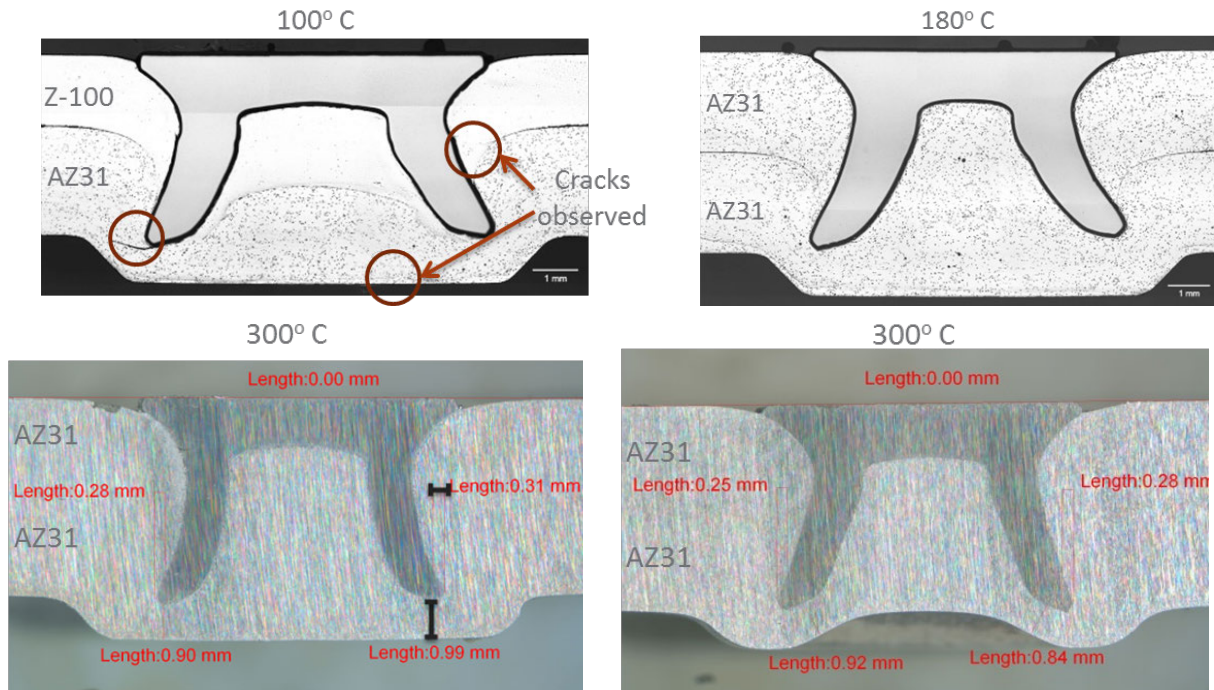 100° C
180° C
Z-100
AZ31
Cracks
observed
1 mm
AZ31
AZ31
1 mm
300° C
300° C
Length:0.00 mm
Length:0.00 mm
AZ31
AZ31
Length:0.28 mm
Length:0.31 mm
Length:0.25 mm
Length:0.28 mm
AZ31
AZ31
Length:0.90 mm
Length:0.99 mm
Length:0.92 mm
Length:0.84 mm